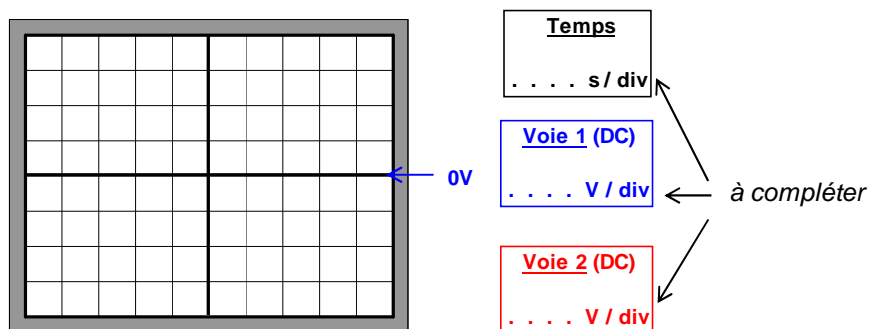 Temps
. . . . s / div
Voie 1 (DC)
0V
. . . . V / div
à compléter
Voie 2 (DC)
. . . . V / div